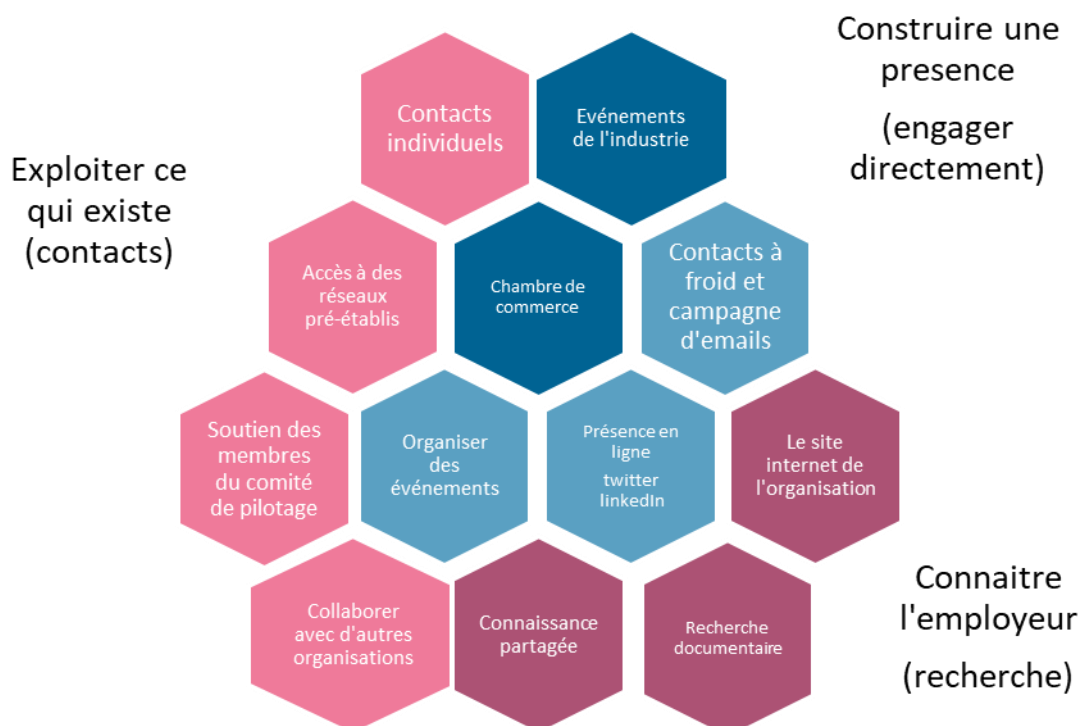 Construire une
presence
(engager
directement)
Contacts
individuels
Evénements
de l'industrie
Exploiter ce
qui existe
(contacts)
Accès à des
réseaux
pré-établis
Chambre de
commerce
Contacts à
froid et
campagne
d'emails
Soutien des
membres
du comité
de pilotage
Organiser
des
événements
Présence en
ligne
twitter
linkedIn
Le site
internet de
l'organisation
Collaborer
avec d'autres
organisations
Connaissance
partagée
Recherche
documentaire
Connaitre
l'employeur
(recherche)